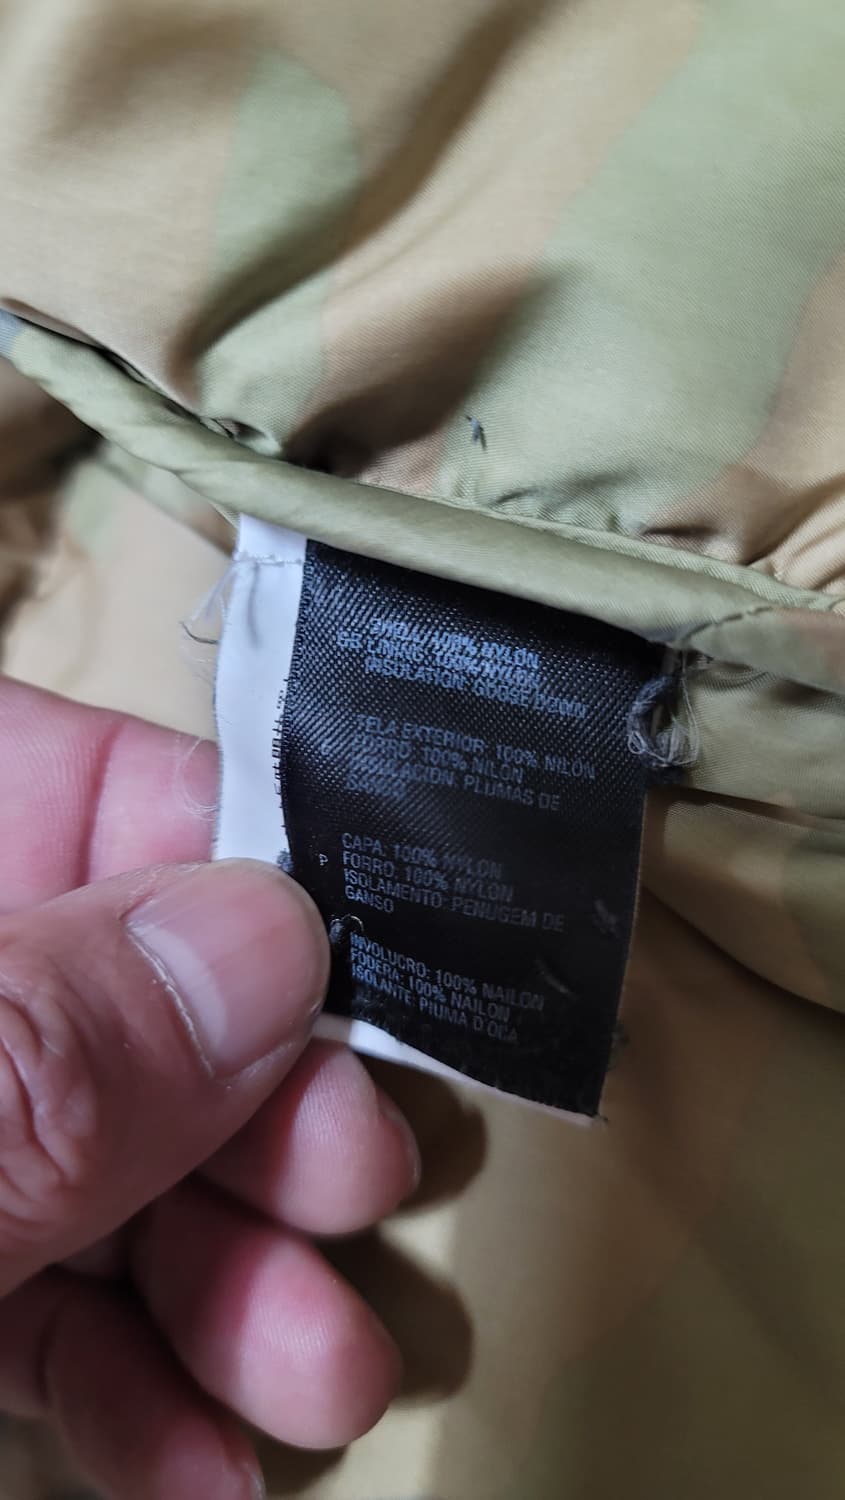 SHELL: 100% NYLON
GB LINING: 100% NYLON
INSULATION: GOOSE DOWN
TELA EXTERIOR: 100% NILON
E FORRO: 100% NILON
INSULACION: PLUMAS DE
GANSO
CAPA: 100% NYLON
P FORRO: 100% NYLON
ISOLAMENTO: PENUGEM DE
GANSO
INVOLUCRO: 100% NAILON
FODERA: 100% NAILON
ISOLANTE: PIUMA D'OCA